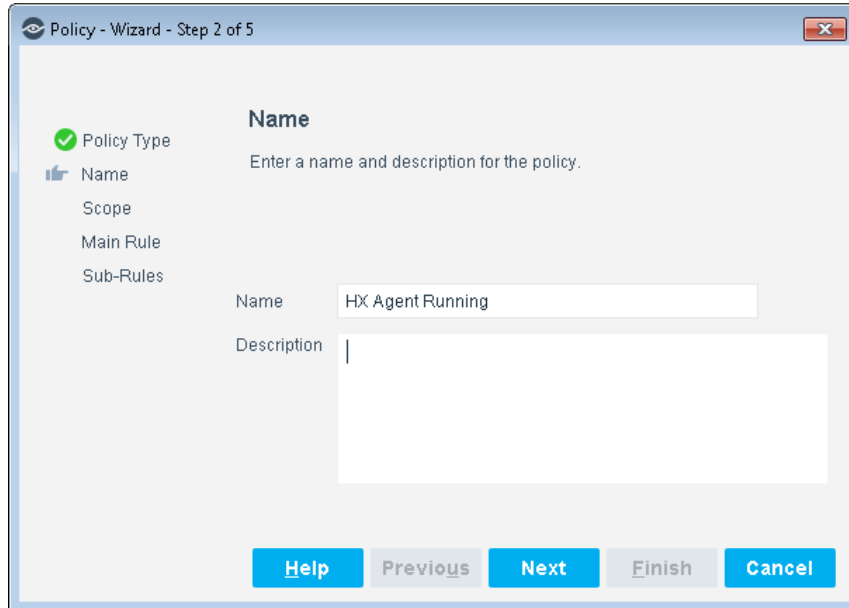 Policy - Wizard - Step 2 of 5
Policy Type
Name
Scope
Main Rule
Sub-Rules
Name
Enter a name and description for the policy.
Name HX Agent Running
Description
Help Previous Next Finish Cancel